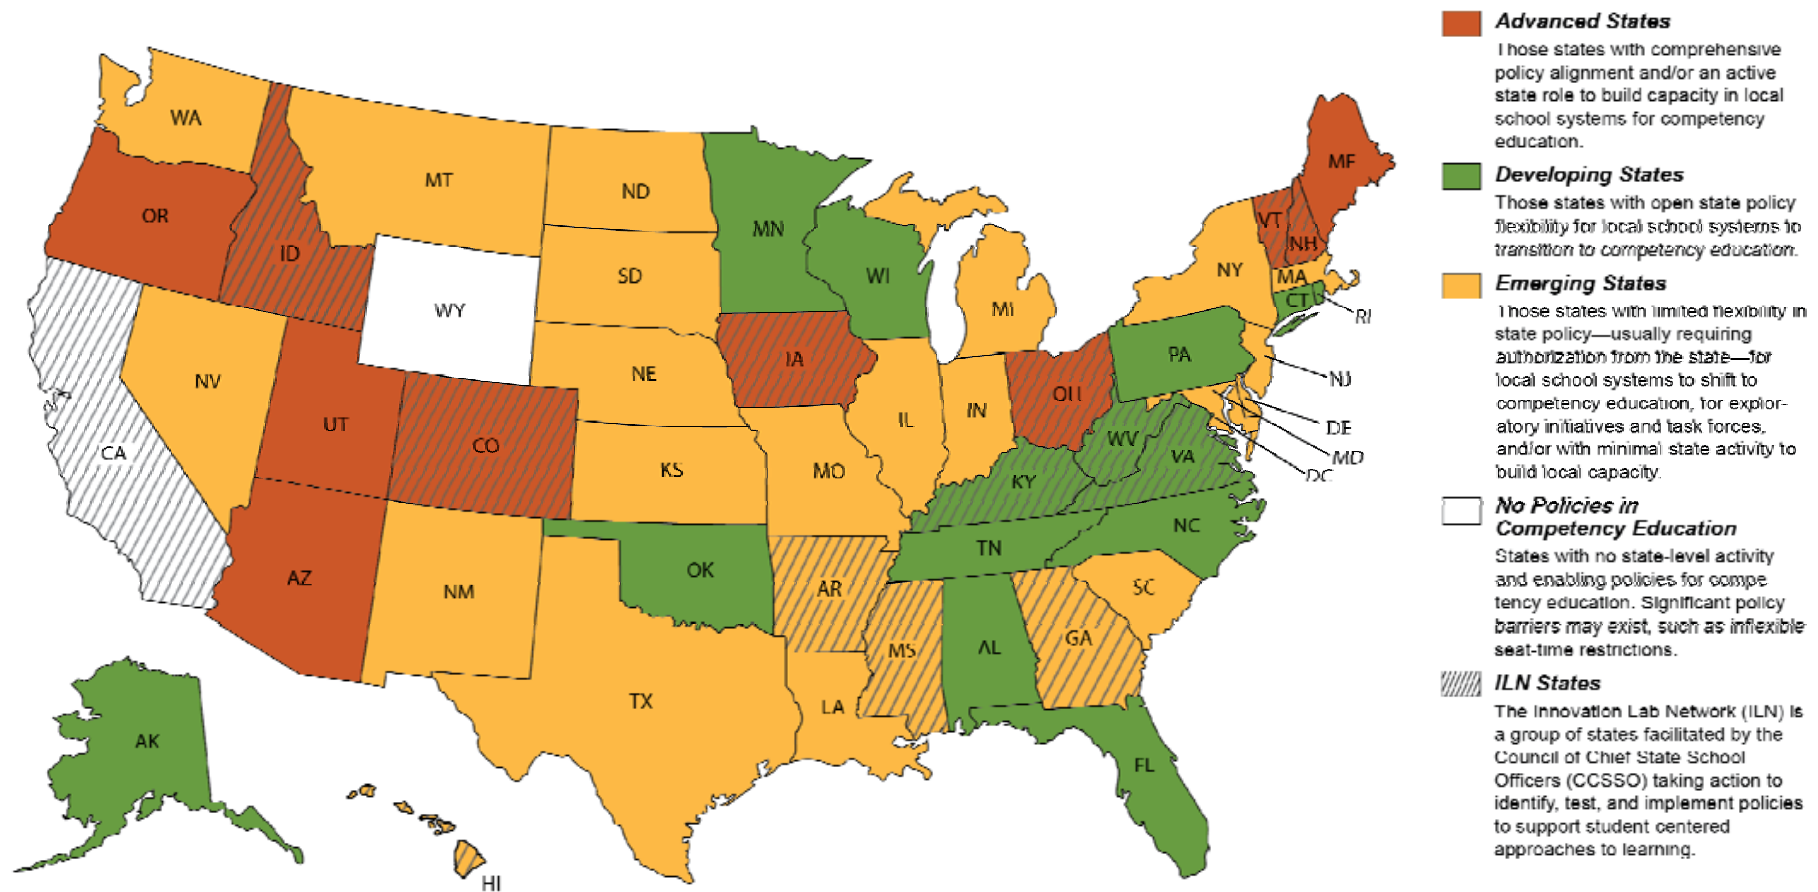 WA
OR
ID
MT
ND
SD
WY
MN
WI
MI
NY
VT
NH
ME
MA
CT
RI
PA
NJ
DE
MD
DC
CA
NV
UT
CO
NE
IA
IL
IN
OH
KS
MO
KY
WV
VA
NC
TN
AZ
NM
OK
AR
SC
MS
AL
GA
TX
LA
FL
AK
HI
Advanced States
Those states with comprehensive
policy alignment and/or an active
state role to build capacity in local
school systems for competency
education.
Developing States
Those states with open state policy
flexibility for local school systems to
transition to competency education.
Emerging States
Those states with limited flexibility in
state policy—usually requiring
authorization from the state—for
local school systems to shift to
competency education, for explor-
atory initiatives and task forces,
and/or with minimal state activity to
build local capacity.
No Policies in
Competency Education
States with no state-level activity
and enabling policies for compe
tency education. Significant policy
barriers may exist, such as inflexible
seat-time restrictions.
ILN States
The Innovation Lab Network (ILN) is
a group of states facilitated by the
Council of Chief State School
Officers (CCSSO) taking action to
identify, test, and implement policies
to support student centered
approaches to learning.